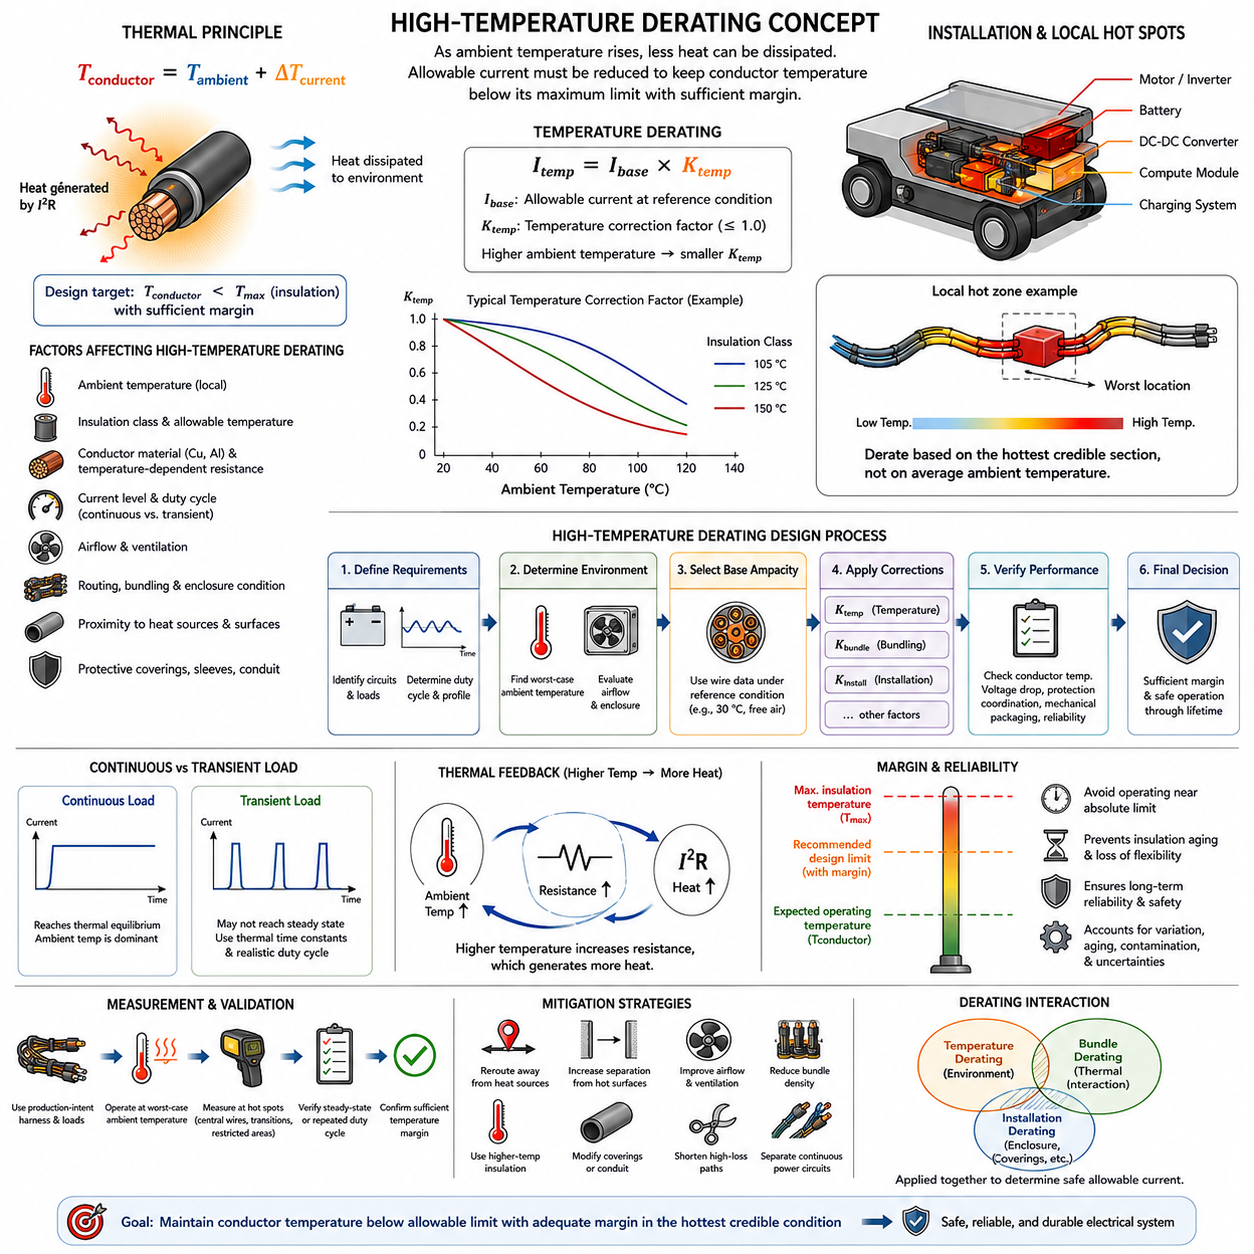 HIGH-TEMPERATURE DERATING CONCEPT
As ambient temperature rises, less heat can be dissipated.
Allowable current must be reduced to keep conductor temperature
below its maximum limit with sufficient margin.
THERMAL PRINCIPLE
T_conductor = T_ambient + ΔT_current
Heat generated
by I²R
Heat dissipated
to environment
Design target: T_conductor < T_max (insulation)
with sufficient margin
FACTORS AFFECTING HIGH-TEMPERATURE DERATING
Ambient temperature (local)
Insulation class & allowable temperature
Conductor material (Cu, Al) &
temperature-dependent resistance
Current level & duty cycle
(continuous vs. transient)
Airflow & ventilation
Routing, bundling & enclosure condition
Proximity to heat sources & surfaces
Protective coverings, sleeves, conduit
TEMPERATURE DERATING
I_temp = I_base × K_temp
I_base: Allowable current at reference condition
K_temp: Temperature correction factor (≤ 1.0)
Higher ambient temperature → smaller K_temp
K_temp
Typical Temperature Correction Factor (Example)
1.0
0.8
0.6
0.4
0.2
0
20 40 60 80 100 120 140
Ambient Temperature (°C)
Insulation Class
105 °C
125 °C
150 °C
INSTALLATION & LOCAL HOT SPOTS
Motor / Inverter
Battery
DC-DC Converter
Compute Module
Charging System
Local hot zone example
Worst location
Low Temp. High Temp.
Derate based on the hottest credible section,
not on average ambient temperature.
HIGH-TEMPERATURE DERATING DESIGN PROCESS
1. Define Requirements
Time
Identify circuits
& loads
Determine duty
cycle & profile
2. Determine Environment
Find worst-case
ambient temperature
Evaluate
airflow
& enclosure
3. Select Base Ampacity
Use wire data under
reference condition
(e.g., 30 °C, free air)
4. Apply Corrections
K_temp (Temperature)
K_bundle (Bundling)
K_install (Installation)
... other factors
5. Verify Performance
Check conductor temp.
Voltage drop, protection
coordination, mechanical
packaging, reliability
6. Final Decision
Sufficient margin
& safe operation
through lifetime
CONTINUOUS vs TRANSIENT LOAD
Continuous Load
Current
Time
Reaches thermal equilibrium
Ambient temp is dominant
Transient Load
Current
Time
May not reach steady state
Use thermal time constants
& realistic duty cycle
THERMAL FEEDBACK (Higher Temp → More Heat)
Ambient
Temp ↑
Resistance ↑
I²R
Heat ↑
Higher temperature increases resistance,
which generates more heat.
MARGIN & RELIABILITY
Max. insulation
temperature
(T_max)
Recommended
design limit
(with margin)
Expected operating
temperature
(Tconductor)
Avoid operating near
absolute limit
Prevents insulation aging
& loss of flexibility
Ensures long-term
reliability & safety
Accounts for variation,
aging, contamination,
& uncertainties
MEASUREMENT & VALIDATION
Use production-intent
harness & loads
Operate at worst-case
ambient temperature
Measure at hot spots
(central wires, transitions,
restricted areas)
Verify steady-state
or repeated duty
cycle
Confirm sufficient
temperature
margin
MITIGATION STRATEGIES
Reroute away
from heat sources
Increase separation
from hot surfaces
Improve airflow
& ventilation
Reduce bundle
density
Use higher-temp
insulation
Modify coverings
or conduit
Shorten high-loss
paths
Separate continuous
power circuits
DERATING INTERACTION
Temperature
Derating
(Environment)
Bundle
Derating
(Thermal
Interaction)
Installation
Derating
(Enclosure,
(Coverings, etc.)
Applied together to determine safe allowable current.
Goal: Maintain conductor temperature below allowable limit with adequate margin in the hottest credible condition
Safe, reliable, and durable electrical system